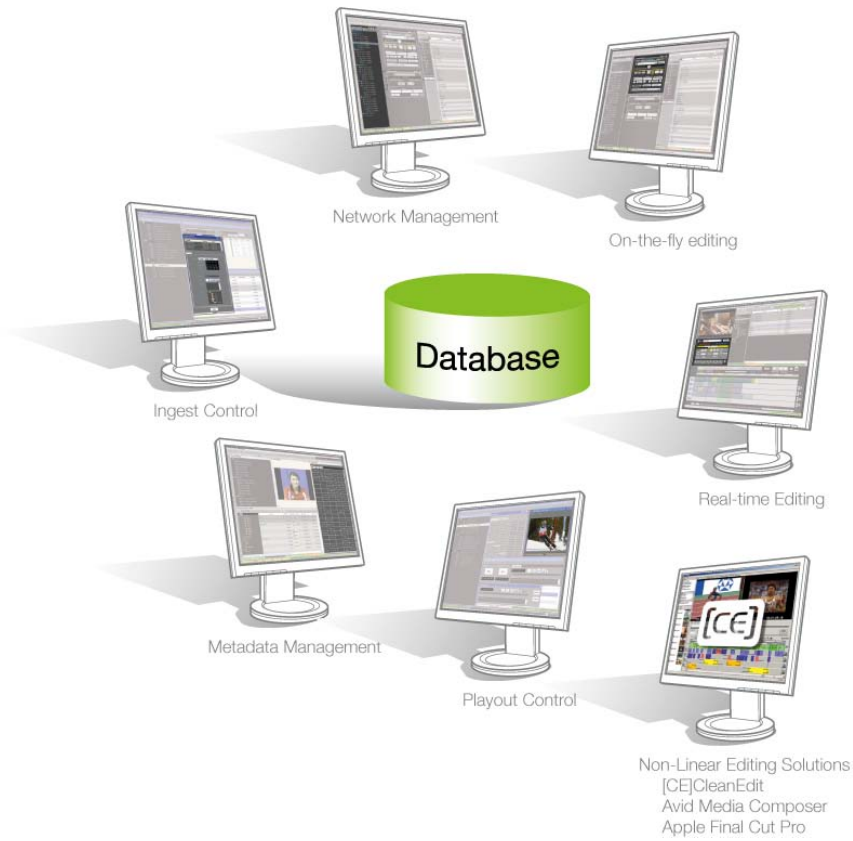 Network Management
On-the-fly editing
Database
Ingest Control
Real-time Editing
Metadata Management
[CE]
Playout Control
Non-Linear Editing Solutions
[CE]CleanEdit
Avid Media Composer
Apple Final Cut Pro